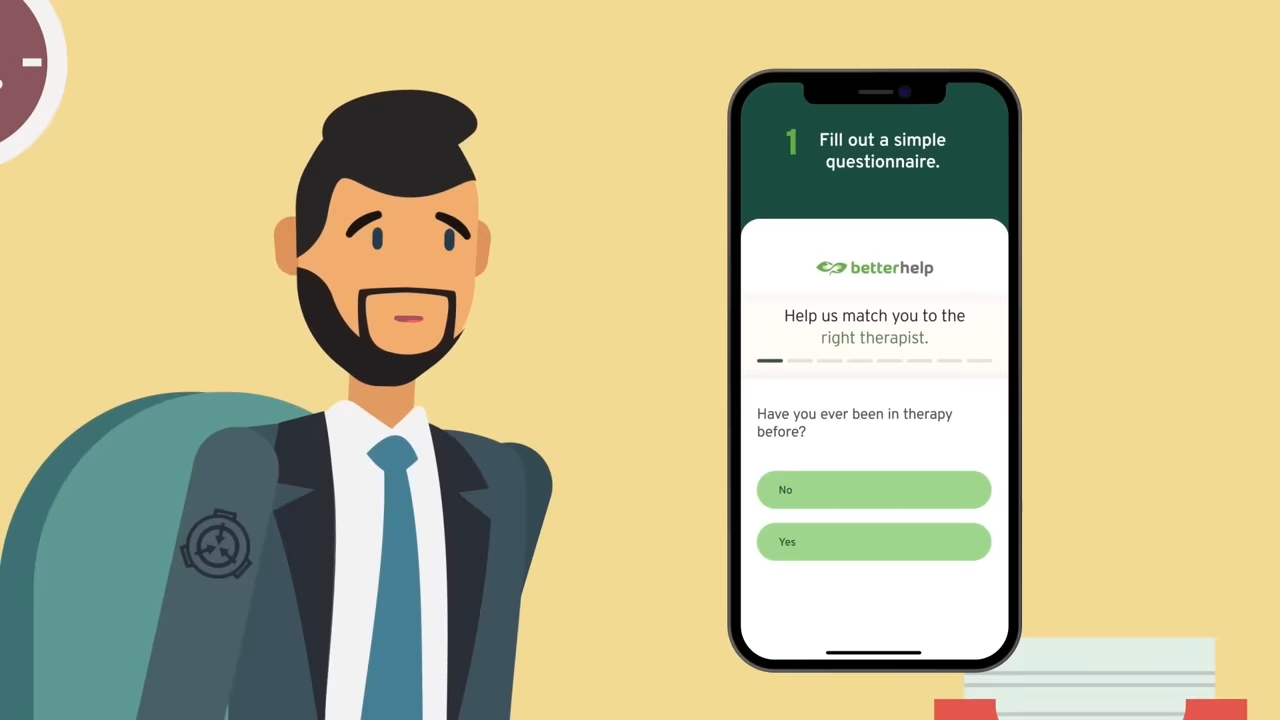 1
Fill out a simple
questionnaire.
betterhelp
Help us match you to the
right therapist.
Have you ever been in therapy
before?
No
Yes